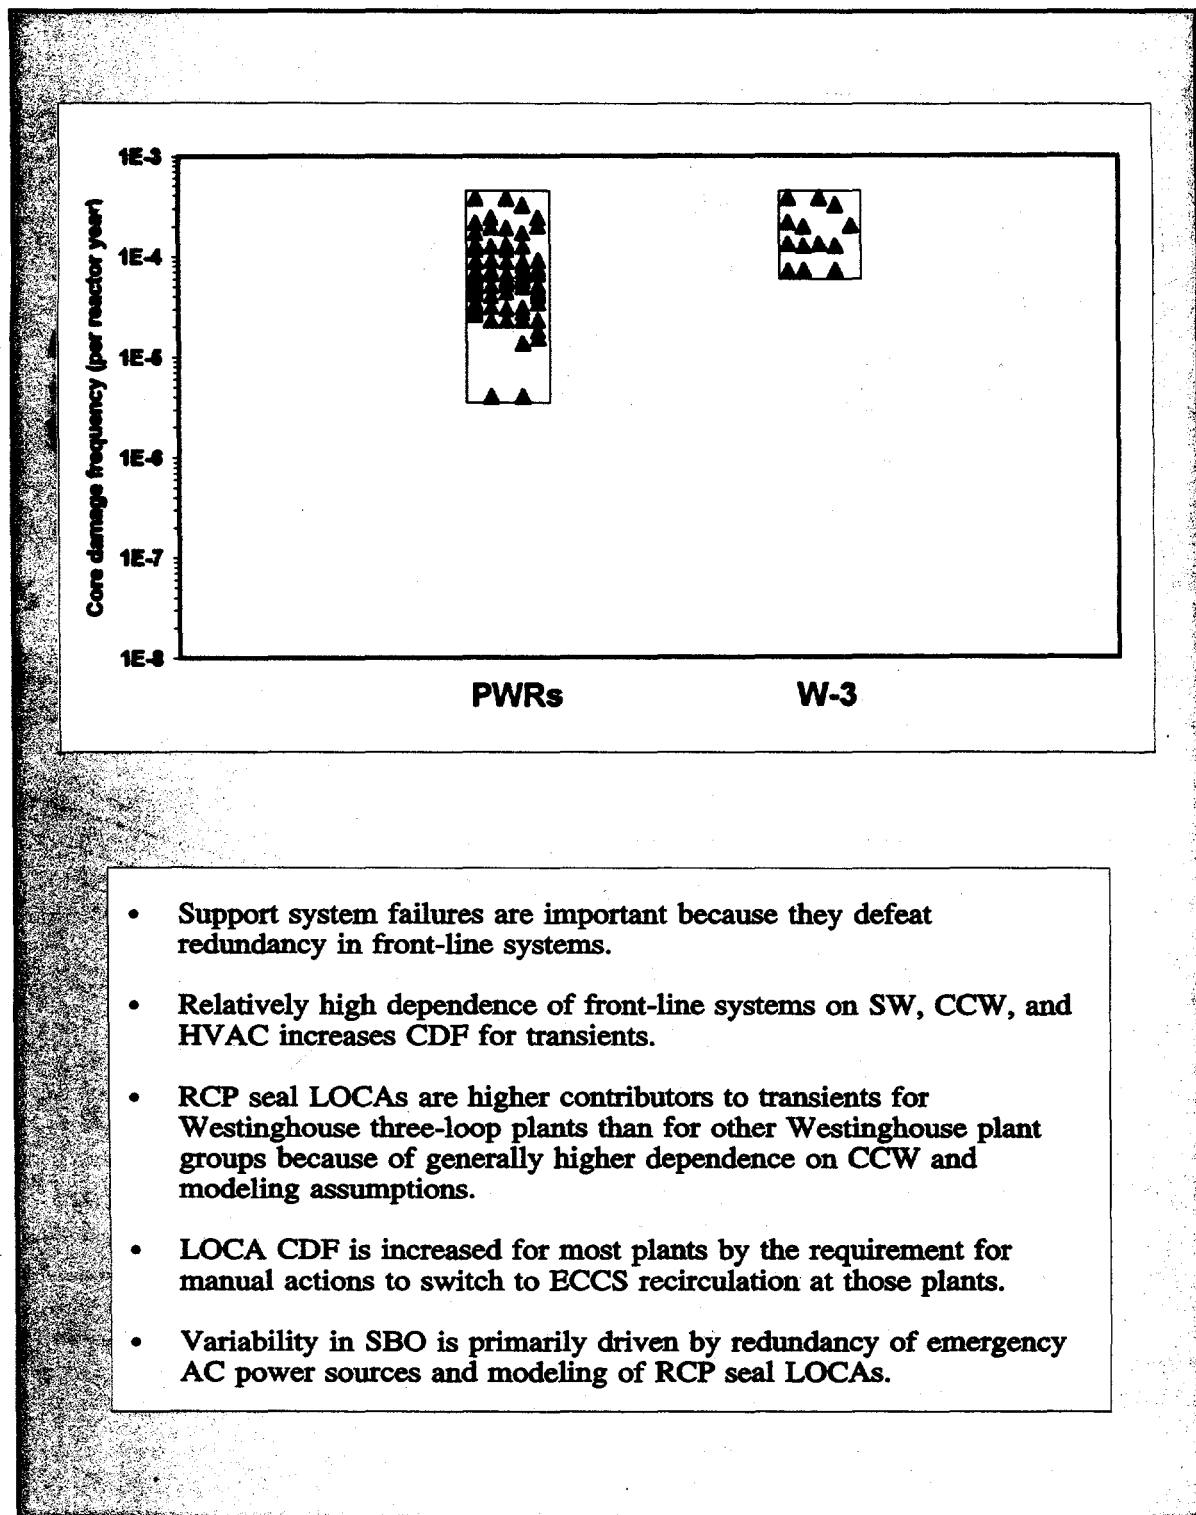 Core damage frequency (per reactor year)
1E-3
1E-4
1E-5
1E-6
1E-7
1E-8
PWRs W-3
• Support system failures are important because they defeat
redundancy in front-line systems.
• Relatively high dependence of front-line systems on SW, CCW, and
HVAC increases CDF for transients.
• RCP seal LOCAs are higher contributors to transients for
Westinghouse three-loop plants than for other Westinghouse plant
groups because of generally higher dependence on CCW and
modeling assumptions.
• LOCA CDF is increased for most plants by the requirement for
manual actions to switch to ECCS recirculation at those plants.
• Variability in SBO is primarily driven by redundancy of emergency
AC power sources and modeling of RCP seal LOCAs.